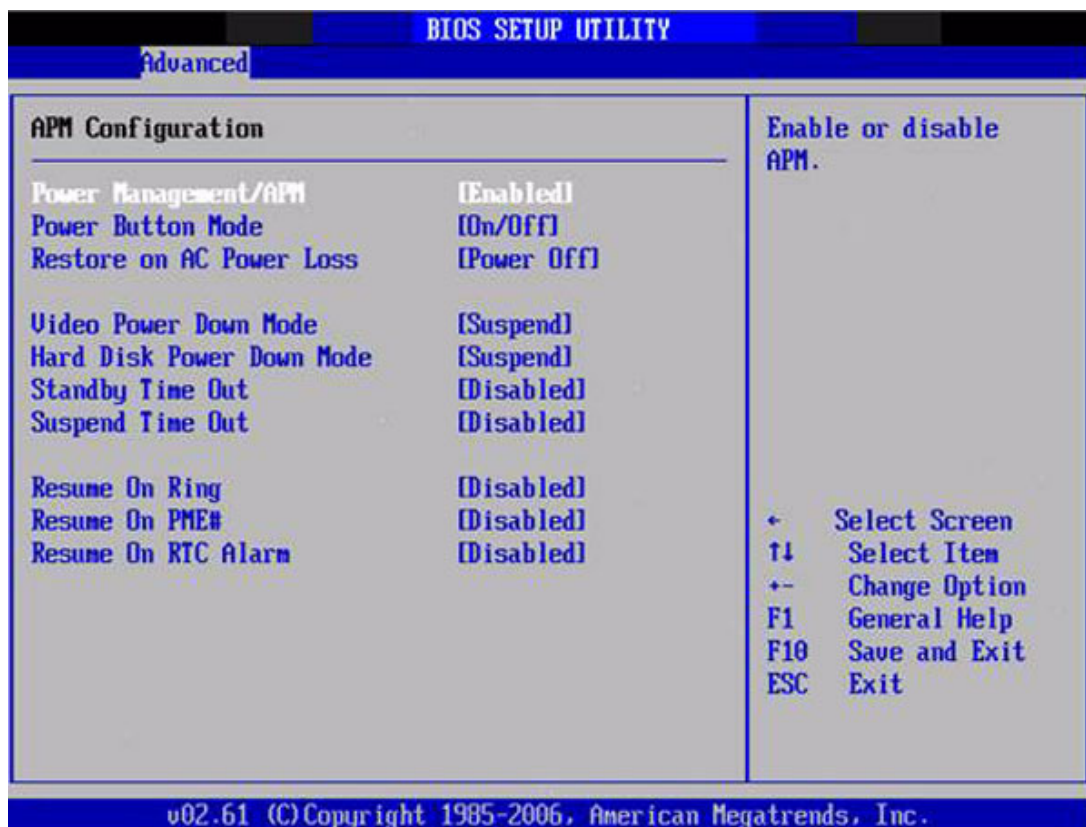 BIOS SETUP UTILITY
Advanced
APM Configuration
Power Management/APM [Enabled]
Power Button Mode [On/Off]
Restore on AC Power Loss [Power Off]
Video Power Down Mode [Suspend]
Hard Disk Power Down Mode [Suspend]
Standby Time Out [Disabled]
Suspend Time Out [Disabled]
Resume On Ring [Disabled]
Resume On PME# [Disabled]
Resume On RTC Alarm [Disabled]
Enable or disable
APM.
← Select Screen
↑↓ Select Item
+- Change Option
F1 General Help
F10 Save and Exit
ESC Exit
v02.61 (C)Copyright 1985-2006, American Megatrends, Inc.